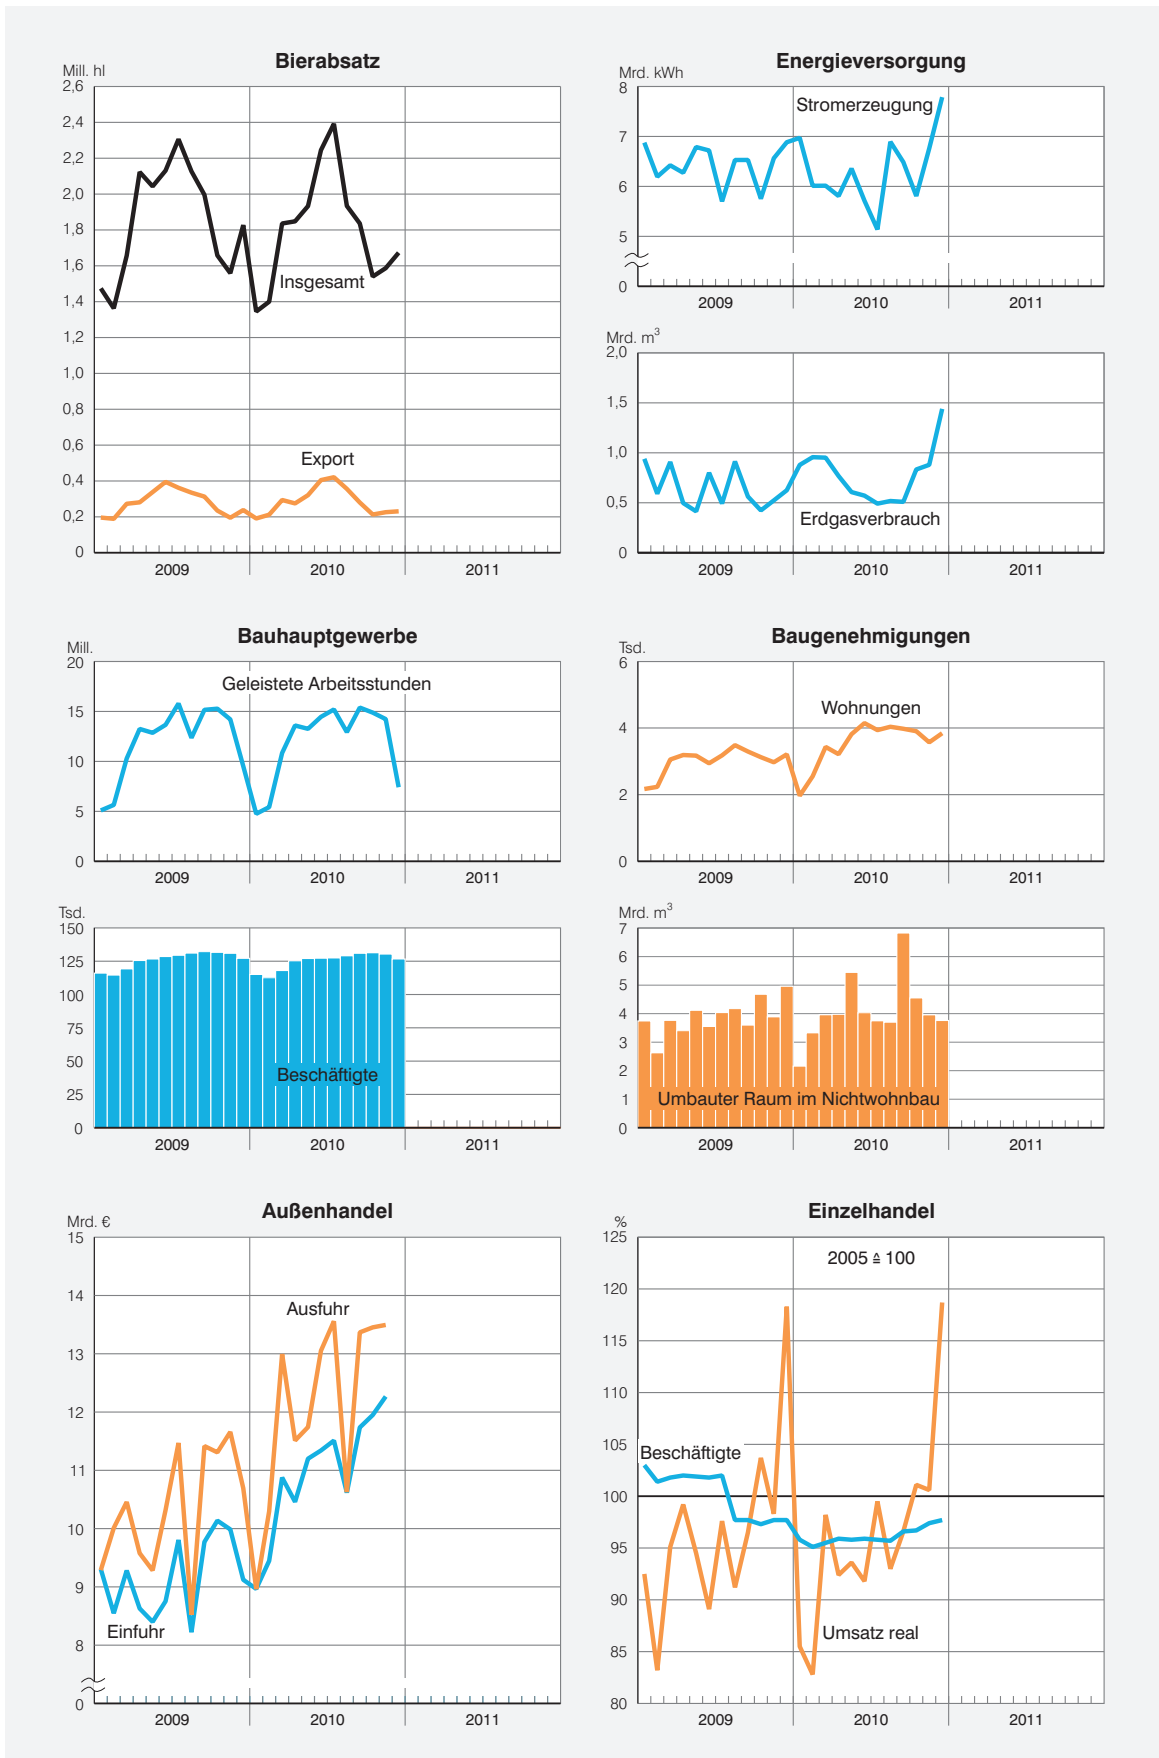 Bierabsatz
Mill. hl
2,6
2,4
2,2
2,0
1,8
1,6
1,4
1,2
1,0
0,8
0,6
0,4
0,2
0
Insgesamt
Export
2009 2010 2011
Energieversorgung
Mrd. kWh
8
7
6
5
0
Stromerzeugung
2009 2010 2011
Mrd. m³
2,0
1,5
1,0
0,5
0
Erdgasverbrauch
2009 2010 2011
Bauhauptgewerbe
Mill.
20
15
10
5
0
Geleistete Arbeitsstunden
2009 2010 2011
Tsd.
150
125
100
75
50
25
0
Beschäftigte
2009 2010 2011
Baugenehmigungen
Tsd.
6
4
2
0
Wohnungen
2009 2010 2011
Mrd. m³
7
6
5
4
3
2
1
0
Umbauter Raum im Nichtwohnbau
2009 2010 2011
Außenhandel
Mrd. €
15
14
13
12
11
10
9
8
0
Ausfuhr
Einfuhr
2009 2010 2011
Einzelhandel
%
125
120
115
110
105
100
95
90
85
80
2005 ≙ 100
Beschäftigte
Umsatz real
2009 2010 2011